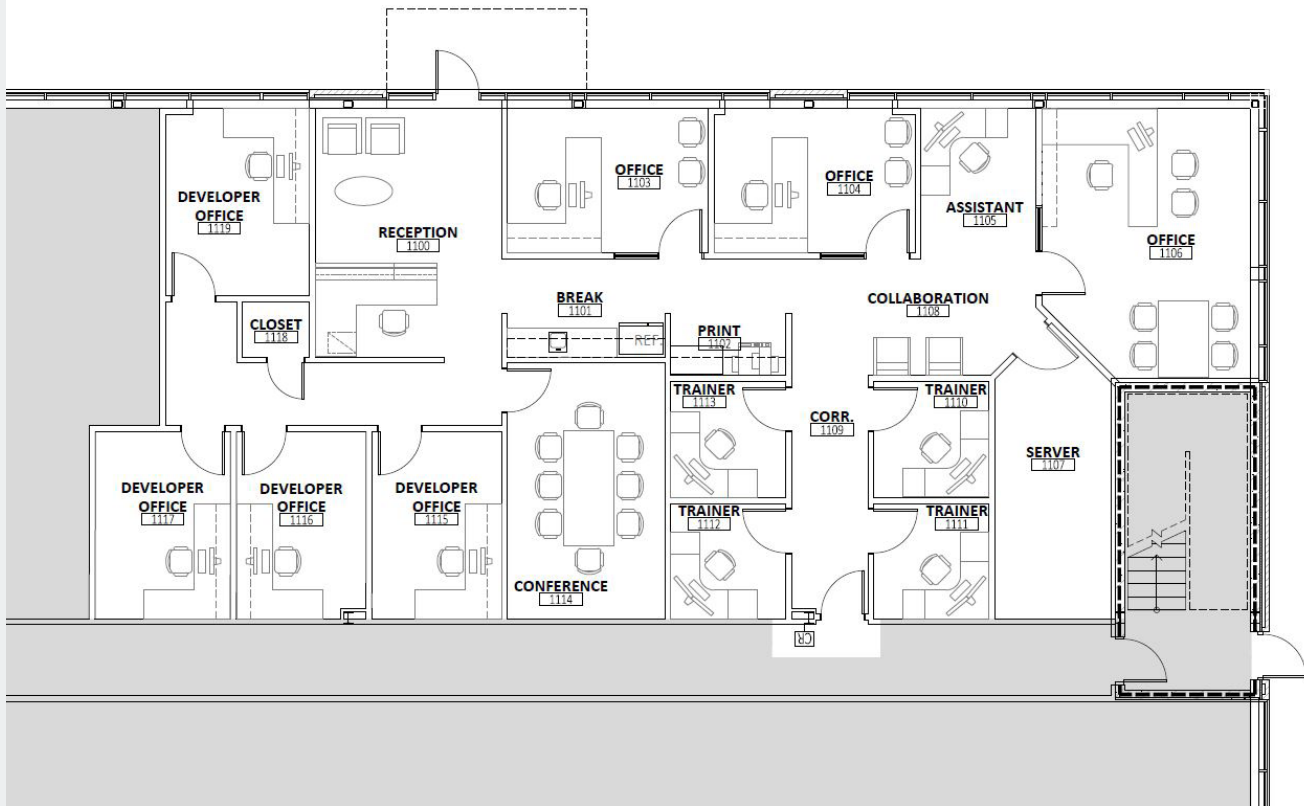 OFFICE
1103
OFFICE
1104
DEVELOPER
OFFICE
1119
ASSISTANT
1105
RECEPTION
1100
OFFICE
1106
BREAK
1101
COLLABORATION
1108
CLOSET
1118
REF.
PRINT
1102
TRAINER
1113
TRAINER
1110
CORR.
1109
SERVER
1107
DEVELOPER
OFFICE
1117
DEVELOPER
OFFICE
1116
DEVELOPER
OFFICE
1115
TRAINER
1112
TRAINER
1111
CONFERENCE
1114
CR